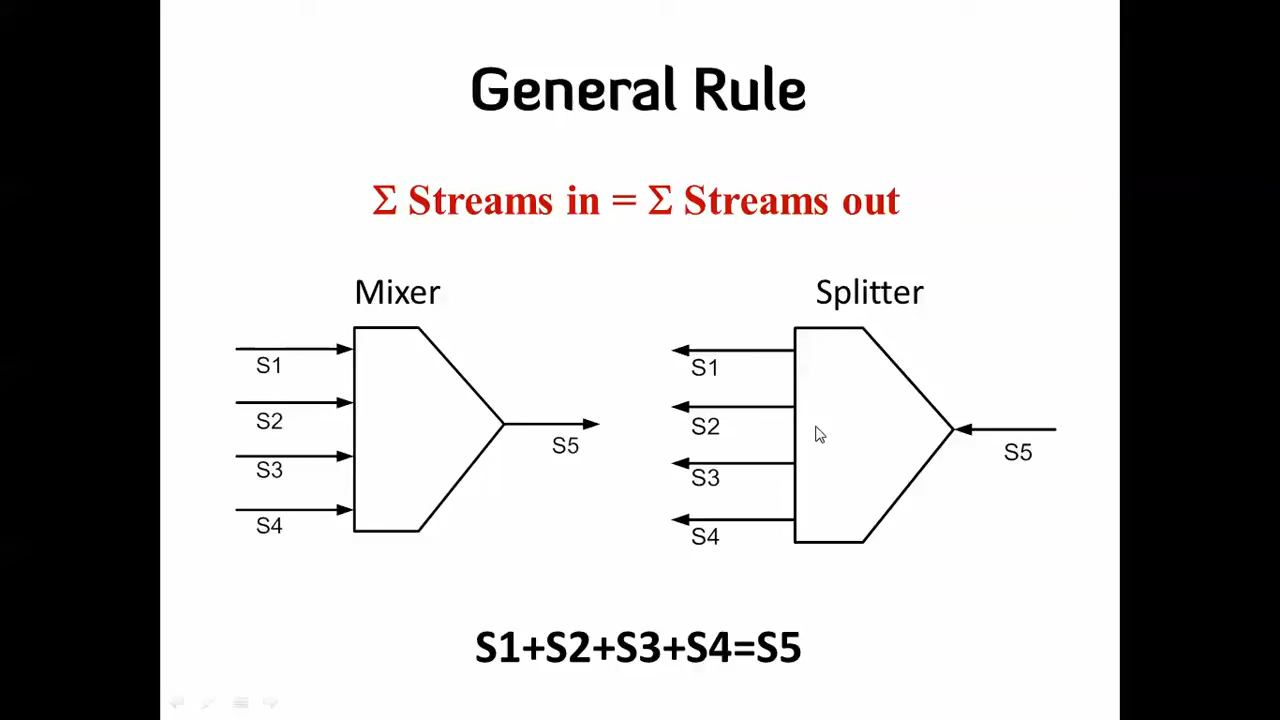 General Rule
Σ Streams in = Σ Streams out
Mixer
S1
S2
S3
S4
S5
Splitter
S1
S2
S3
S4
S5
S1+S2+S3+S4=S5